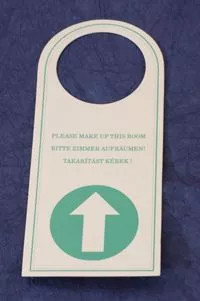 PLEASE MAKE UP THIS ROOM
BITTE ZIMMER AUFRÄUMEN!
TAKARÍTÁST KÉREK!